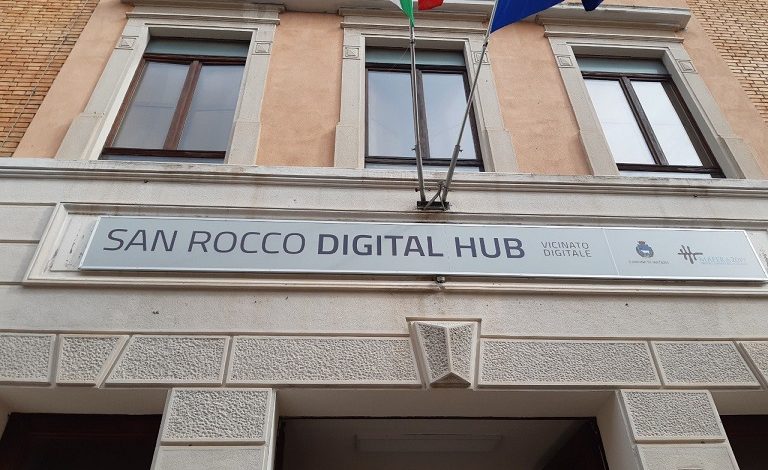 SAN ROCCO DIGITAL HUB
VICINATO
DIGITALE